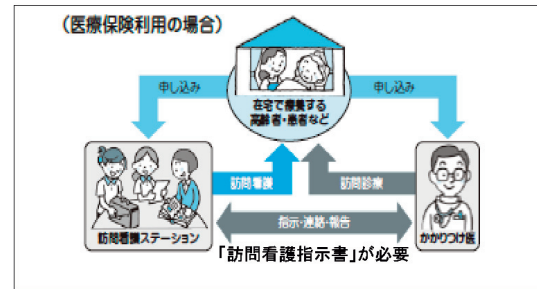 （医療保険利用の場合）
申し込み
申し込み
在宅で療養する
高齢者・患者など
訪問看護
訪問診療
指示・連絡・報告
訪問看護ステーション
かかりつけ医
「訪問看護指示書」が必要